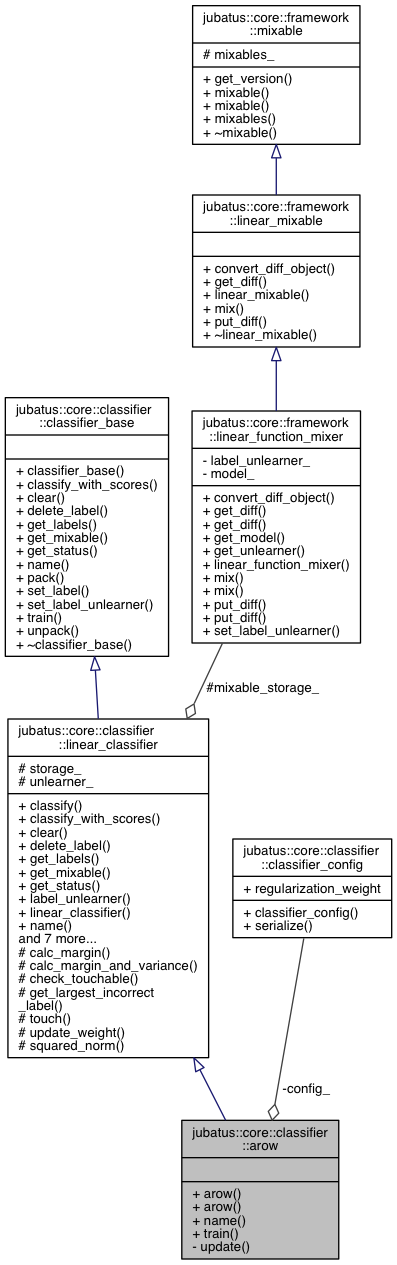 jubatus::core::framework
::mixable
# mixables_
+ get_version()
+ mixable()
+ mixable()
+ mixables()
+ ~mixable()
jubatus::core::framework
::linear_mixable
+ convert_diff_object()
+ get_diff()
+ linear_mixable()
+ mix()
+ put_diff()
+ ~linear_mixable()
jubatus::core::classifier
::classifier_base
+ classifier_base()
+ classify_with_scores()
+ clear()
+ delete_label()
+ get_labels()
+ get_mixable()
+ get_status()
+ name()
+ pack()
+ set_label()
+ set_label_unlearner()
+ train()
+ unpack()
+ ~classifier_base()
jubatus::core::framework
::linear_function_mixer
- label_unlearner_
- model_
+ convert_diff_object()
+ get_diff()
+ get_diff()
+ get_model()
+ get_unlearner()
+ linear_function_mixer()
+ mix()
+ mix()
+ put_diff()
+ put_diff()
+ set_label_unlearner()
#mixable_storage_
jubatus::core::classifier
::linear_classifier
# storage_
# unlearner_
+ classify()
+ classify_with_scores()
+ clear()
+ delete_label()
+ get_labels()
+ get_mixable()
+ get_status()
+ label_unlearner()
+ linear_classifier()
+ name()
and 7 more...
# calc_margin()
# calc_margin_and_variance()
# check_touchable()
# get_largest_incorrect
_label()
# touch()
# update_weight()
# squared_norm()
jubatus::core::classifier
::classifier_config
+ regularization_weight
+ classifier_config()
+ serialize()
-config_
jubatus::core::classifier
::arow
+ arow()
+ arow()
+ name()
+ train()
- update()